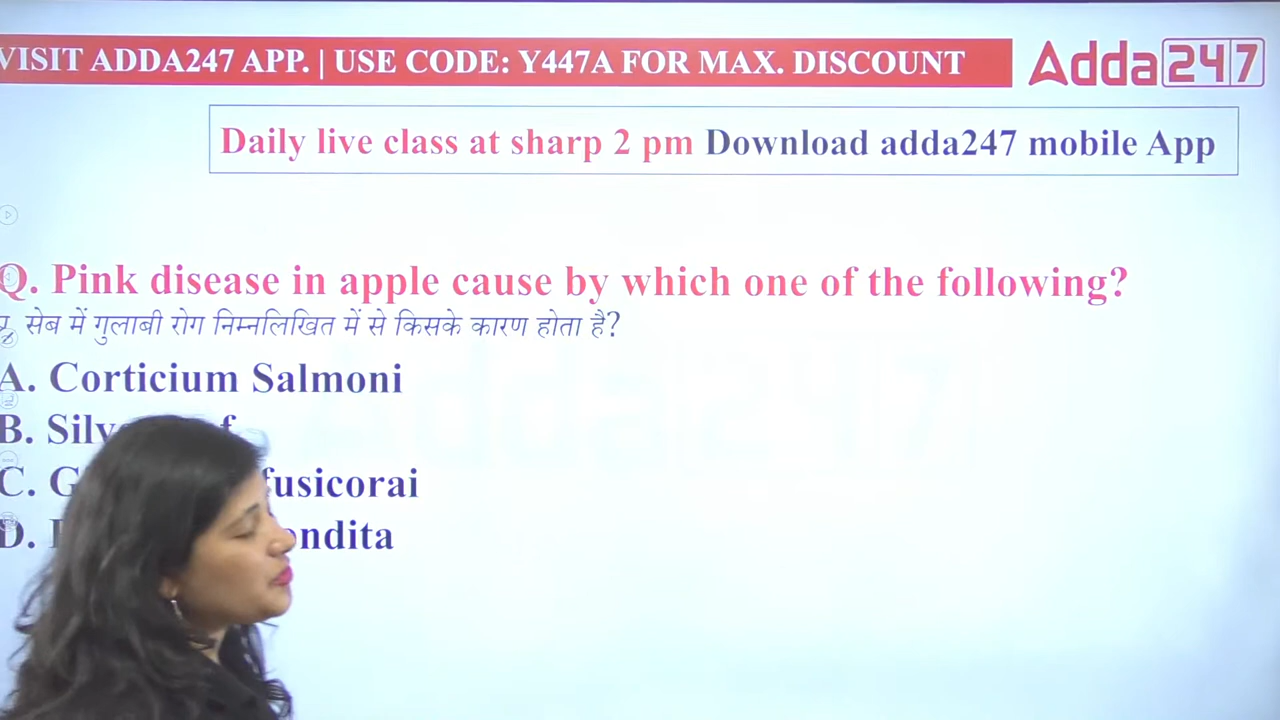 VISIT ADDA247 APP. | USE CODE: Y447A FOR MAX. DISCOUNT
Adda247
Daily live class at sharp 2 pm Download adda247 mobile App
Q. Pink disease in apple cause by which one of the following?
सेब में गुलाबी रोग निम्नलिखित में से किसके कारण होता है?
A. Corticium Salmoni
B.
C. fusicorai
D.